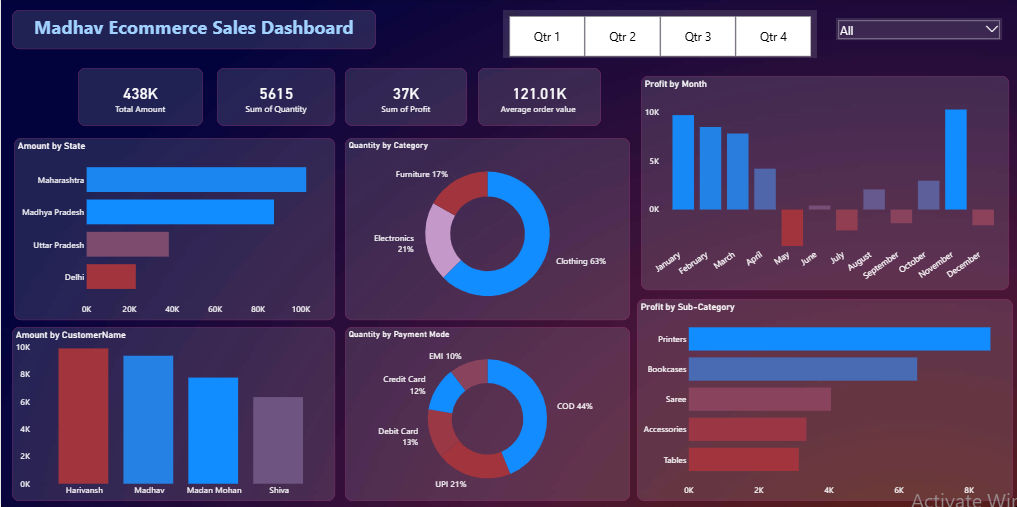 Madhav Ecommerce Sales Dashboard
Qtr 1
Qtr 2
Qtr 3
Qtr 4
All
438K
Total Amount
5615
Sum of Quantity
37K
Sum of Profit
121.01K
Average order value
Amount by State
Maharashtra
Madhya Pradesh
Uttar Pradesh
Delhi
0K 20K 40K 60K 80K 100K
Quantity by Category
Furniture 17%
Electronics
21%
Clothing 63%
Profit by Month
10K
5K
0K
January February March April May June July August September October November December
Amount by CustomerName
10K
8K
6K
4K
2K
0K
Harivansh Madhav Madan Mohan Shiva
Quantity by Payment Mode
EMI 10%
Credit Card
12%
Debit Card
13%
UPI 21%
COD 44%
Profit by Sub-Category
Printers
Bookcases
Saree
Accessories
Tables
0K 2K 4K 6K 8K
Activate Win